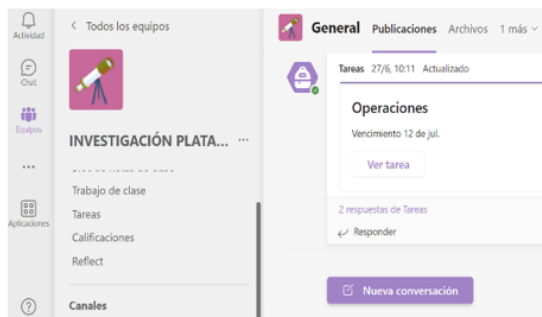 Actividad
Chat
Equipos
...
Aplicaciones
Todos los equipos
INVESTIGACIÓN PLATA... ...
Trabajo de clase
Tareas
Calificaciones
Reflect
Canales
General Publicaciones Archivos 1 más
Tareas 27/6, 10:11 Actualizado
Operaciones
Vencimiento 12 de jul.
Ver tarea
2 respuestas de Tareas
Responder
Nueva conversación